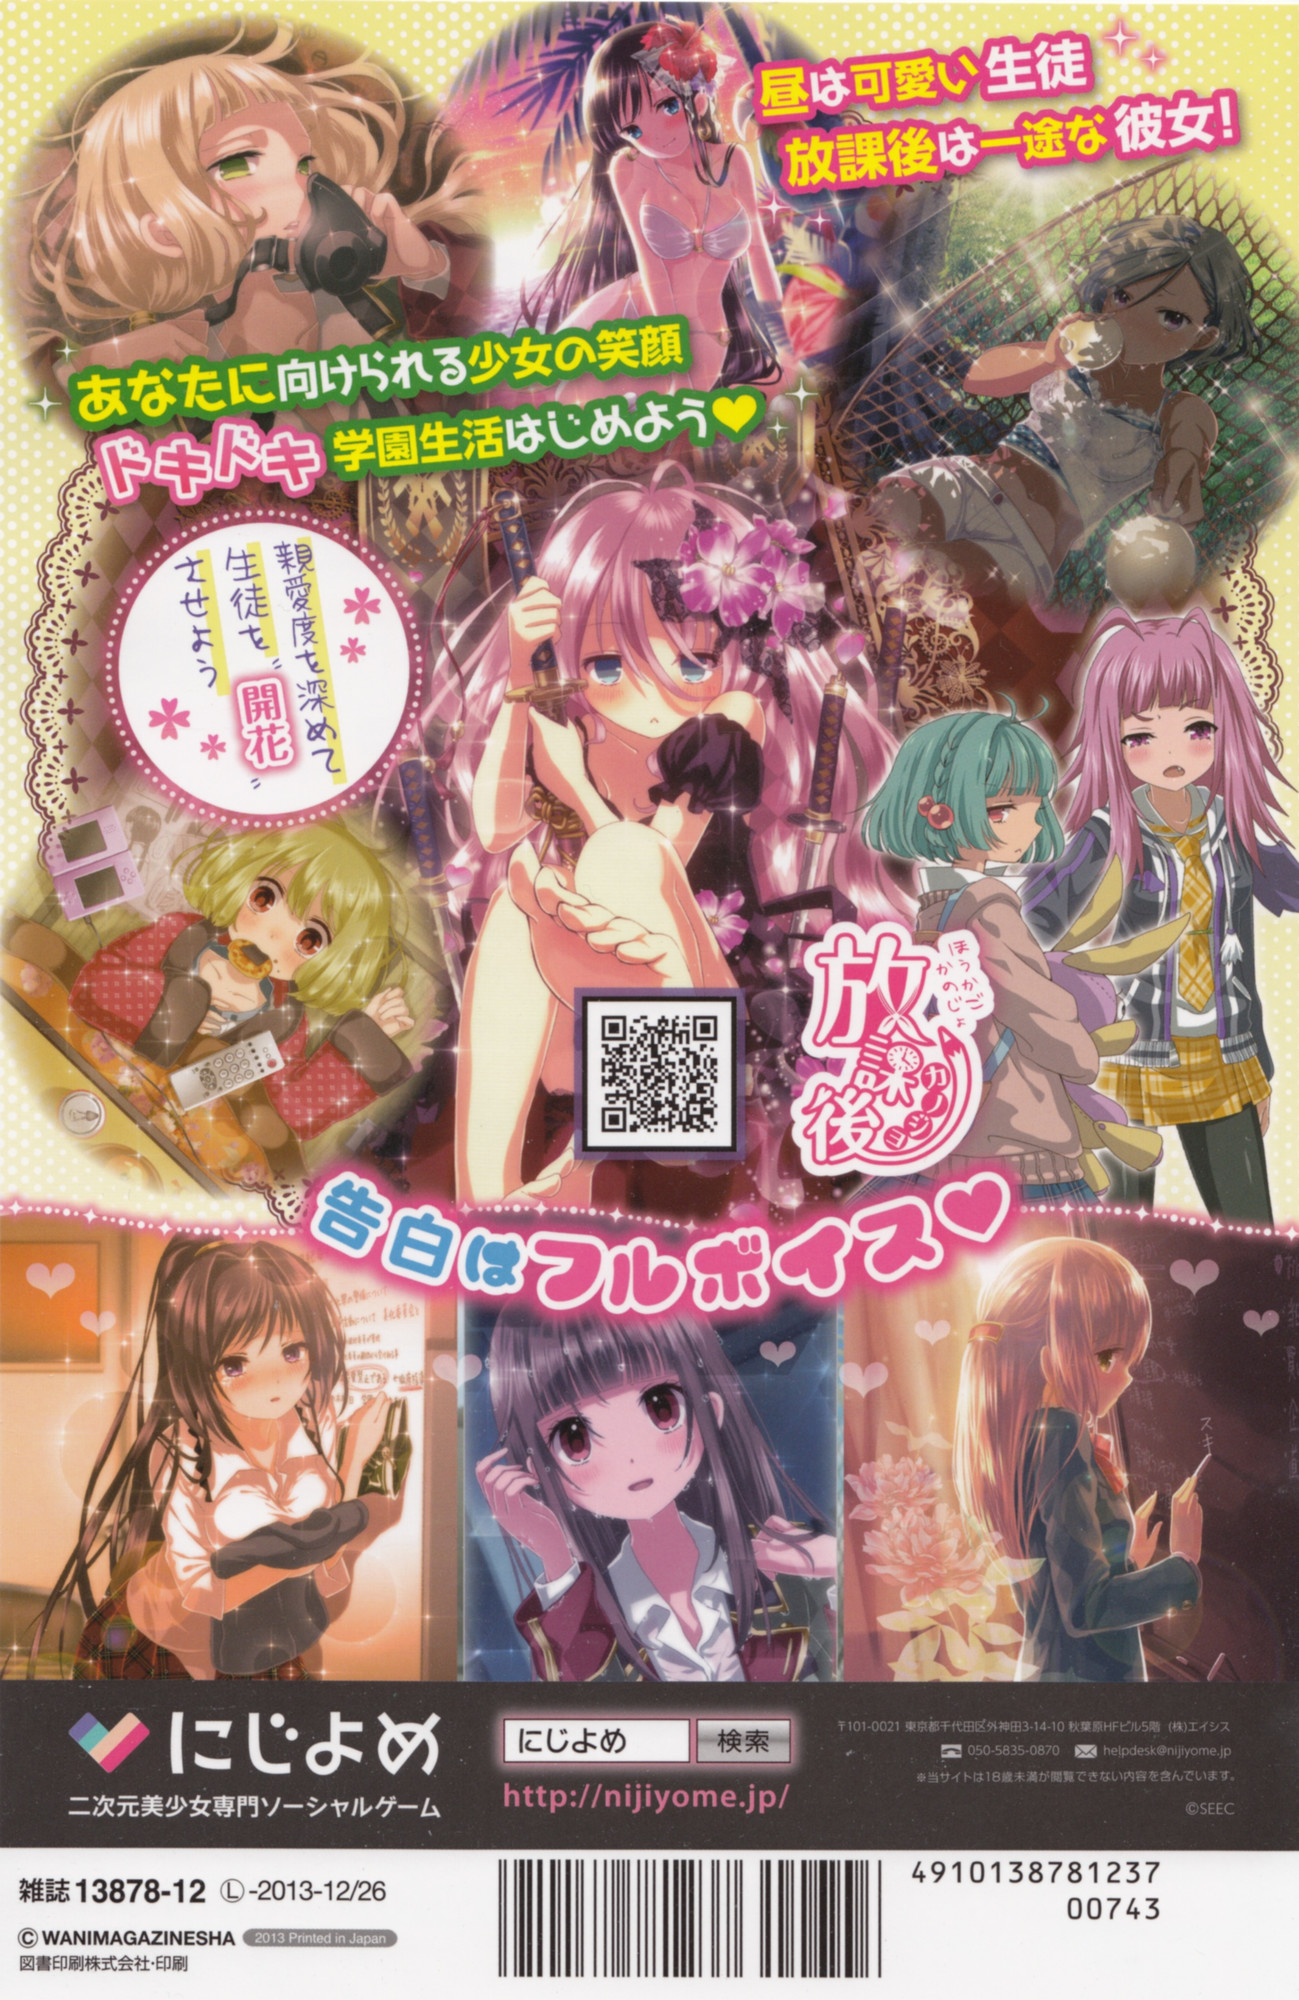 昼は可愛い生徒
放課後は一途な彼女!
あなたに向けられる少女の笑顔
ドキドキ学園生活はじめよう♥
親愛度を深めて
生徒を〝開花〟
させよう
放課後カノジョ
ほうかご
かのじょ
告白はフルボイス♡
スキ
にじよめ
二次元美少女専門ソーシャルゲーム
にじよめ 検索
http://nijiyome.jp/
〒101-0021 東京都千代田区外神田3-14-10 秋葉原HFビル5階 (株)エイシス
050-5835-0870 helpdesk@nijiyome.jp
※当サイトは18歳未満が閲覧できない内容を含んでいます。
©SEEC
雑誌 13878-12 Ⓛ-2013-12/26
© WANIMAGAZINESHA 2013 Printed in Japan
図書印刷株式会社・印刷
4910138781237
00743